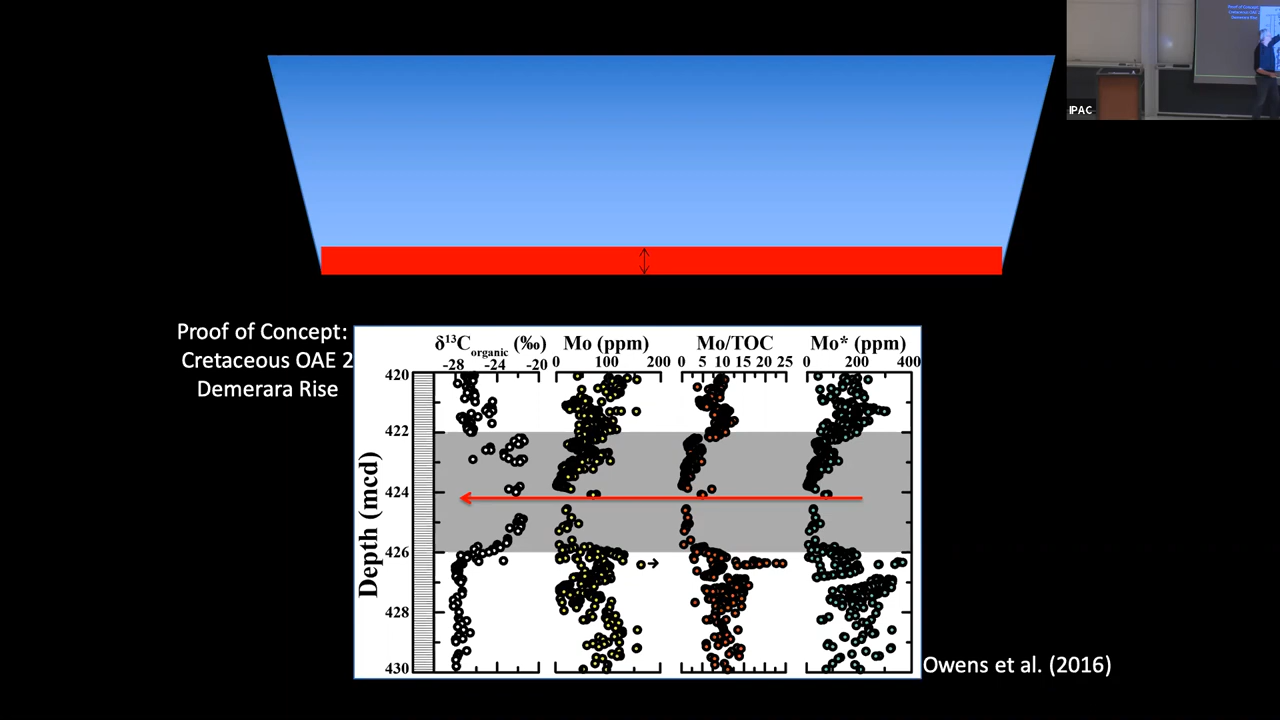 IPAC
Proof of Concept:
Cretaceous OAE 2
Demerara Rise
δ¹³C organic (‰) Mo (ppm) Mo/TOC Mo* (ppm)
-28 -24 -20 0 100 200 0 5 10 15 20 25 0 200 400
420
422
424
426
428
430
Depth (mcd)
Owens et al. (2016)